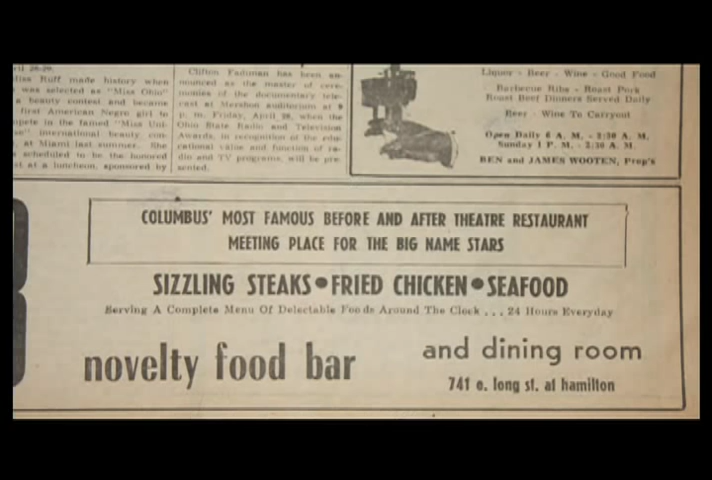 Miss Ruff made history when
was selected as "Miss Ohio"
a beauty contest and became
first American Negro girl to
in the famed "Miss Uni-
international beauty con-
at Miami last summer. She
scheduled to be the honored
at a luncheon, sponsored by
Clifton Fadiman has been an-
nounced as the master of cere-
monies of the documentary tele-
cast at Mershon auditorium at 9
p. m. Friday, April 20, when the
Ohio State Radio and Television
Awards, in recognition of the edu-
cational value and function of ra-
dio and TV programs, will be pre-
sented.
Liquor - Beer - Wine - Good Food
Barbecue Ribs - Roast Pork
Roast Beef Dinners Served Daily
Beer - Wine To Carryout
Open Daily 6 A. M. - 2:30 A. M.
Sunday 1 P. M. - 2:30 A. M.
BEN and JAMES WOOTEN, Prop's
COLUMBUS' MOST FAMOUS BEFORE AND AFTER THEATRE RESTAURANT
MEETING PLACE FOR THE BIG NAME STARS
SIZZLING STEAKS • FRIED CHICKEN • SEAFOOD
Serving A Complete Menu Of Delectable Foods Around The Clock . . . 24 Hours Everyday
novelty food bar
and dining room
741 e. long st. at hamilton